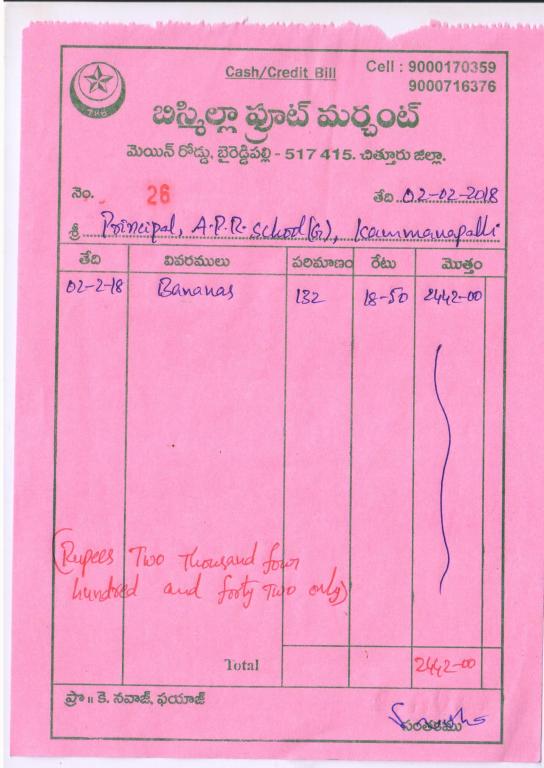 Cash/Credit Bill
Cell : 9000170359
9000716376
786
బిస్మిల్లా ఫ్రూట్ మర్చంట్
మెయిన్ రోడ్డు, బైరెడ్డిపల్లి - 517 415. చిత్తూరు జిల్లా.
నెం. 26 తేది 02-02-2018
శ్రీ Principal, A.P.R. School(G), Kammanapalli
తేది వివరములు పరిమాణం రేటు మొత్తం
02-2-18 Bananas 132 18-50 2442-00
(Rupees Two Thousand four
hundred and forty Two only)
Total 2442-00
ప్రొ॥ కె. నవాజ్, ఫయాజ్
సంతకము